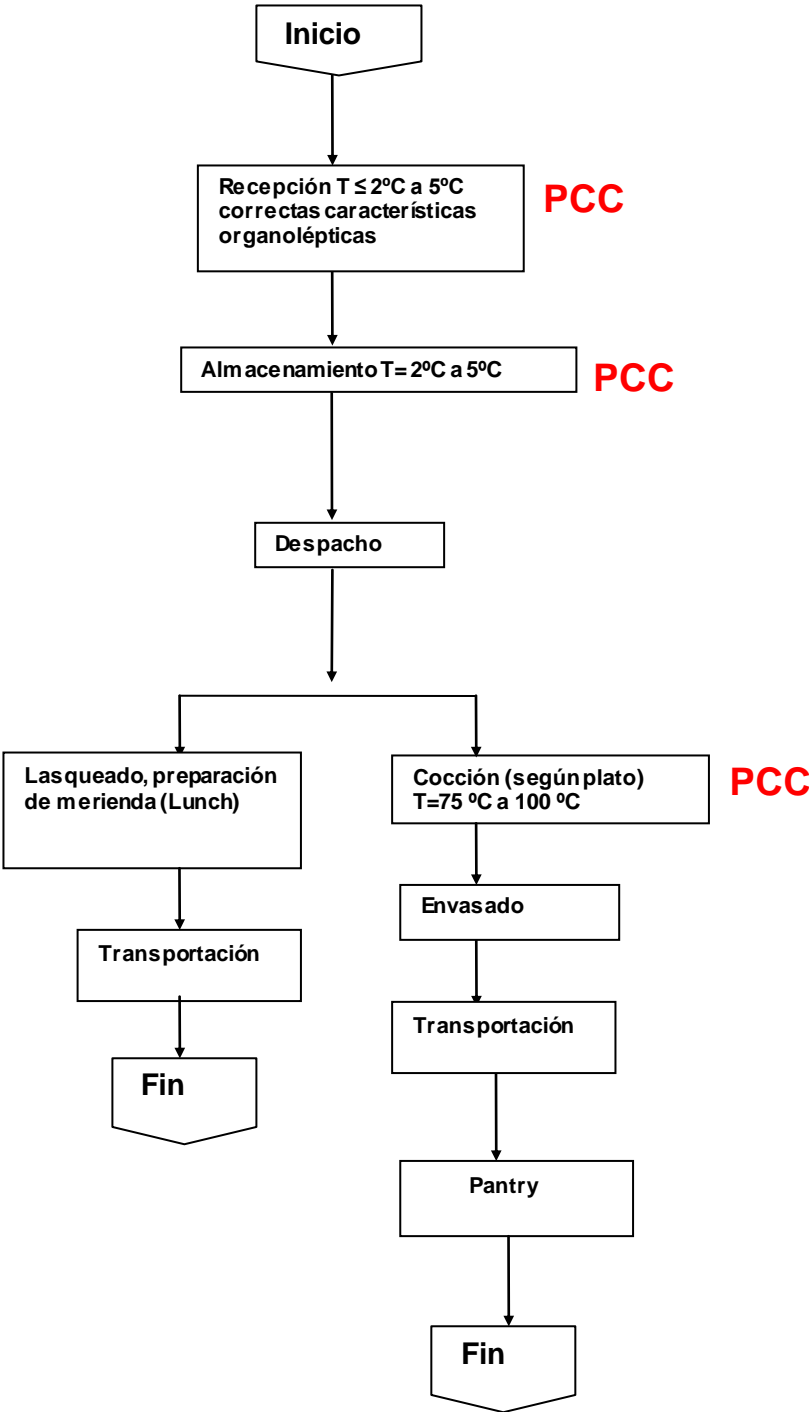 Inicio
Recepción T ≤ 2ºC a 5ºC
correctas características
organolépticas
PCC
Almacenamiento T= 2ºC a 5ºC
PCC
Despacho
Lasqueado, preparación
de merienda (Lunch)
Cocción (según plato)
T=75 ºC a 100 ºC
PCC
Envasado
Transportación
Transportación
Fin
Pantry
Fin